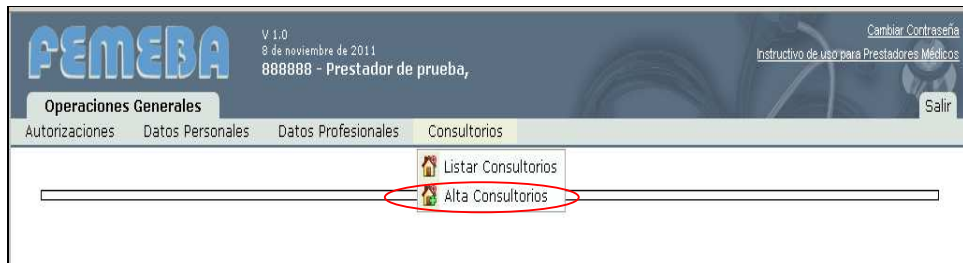 FEMEBA
V 1.0
8 de noviembre de 2011
888888 - Prestador de prueba,
Cambiar Contraseña
Instructivo de uso para Prestadores Médicos
Operaciones Generales
Salir
Autorizaciones Datos Personales Datos Profesionales Consultorios
Listar Consultorios
Alta Consultorios